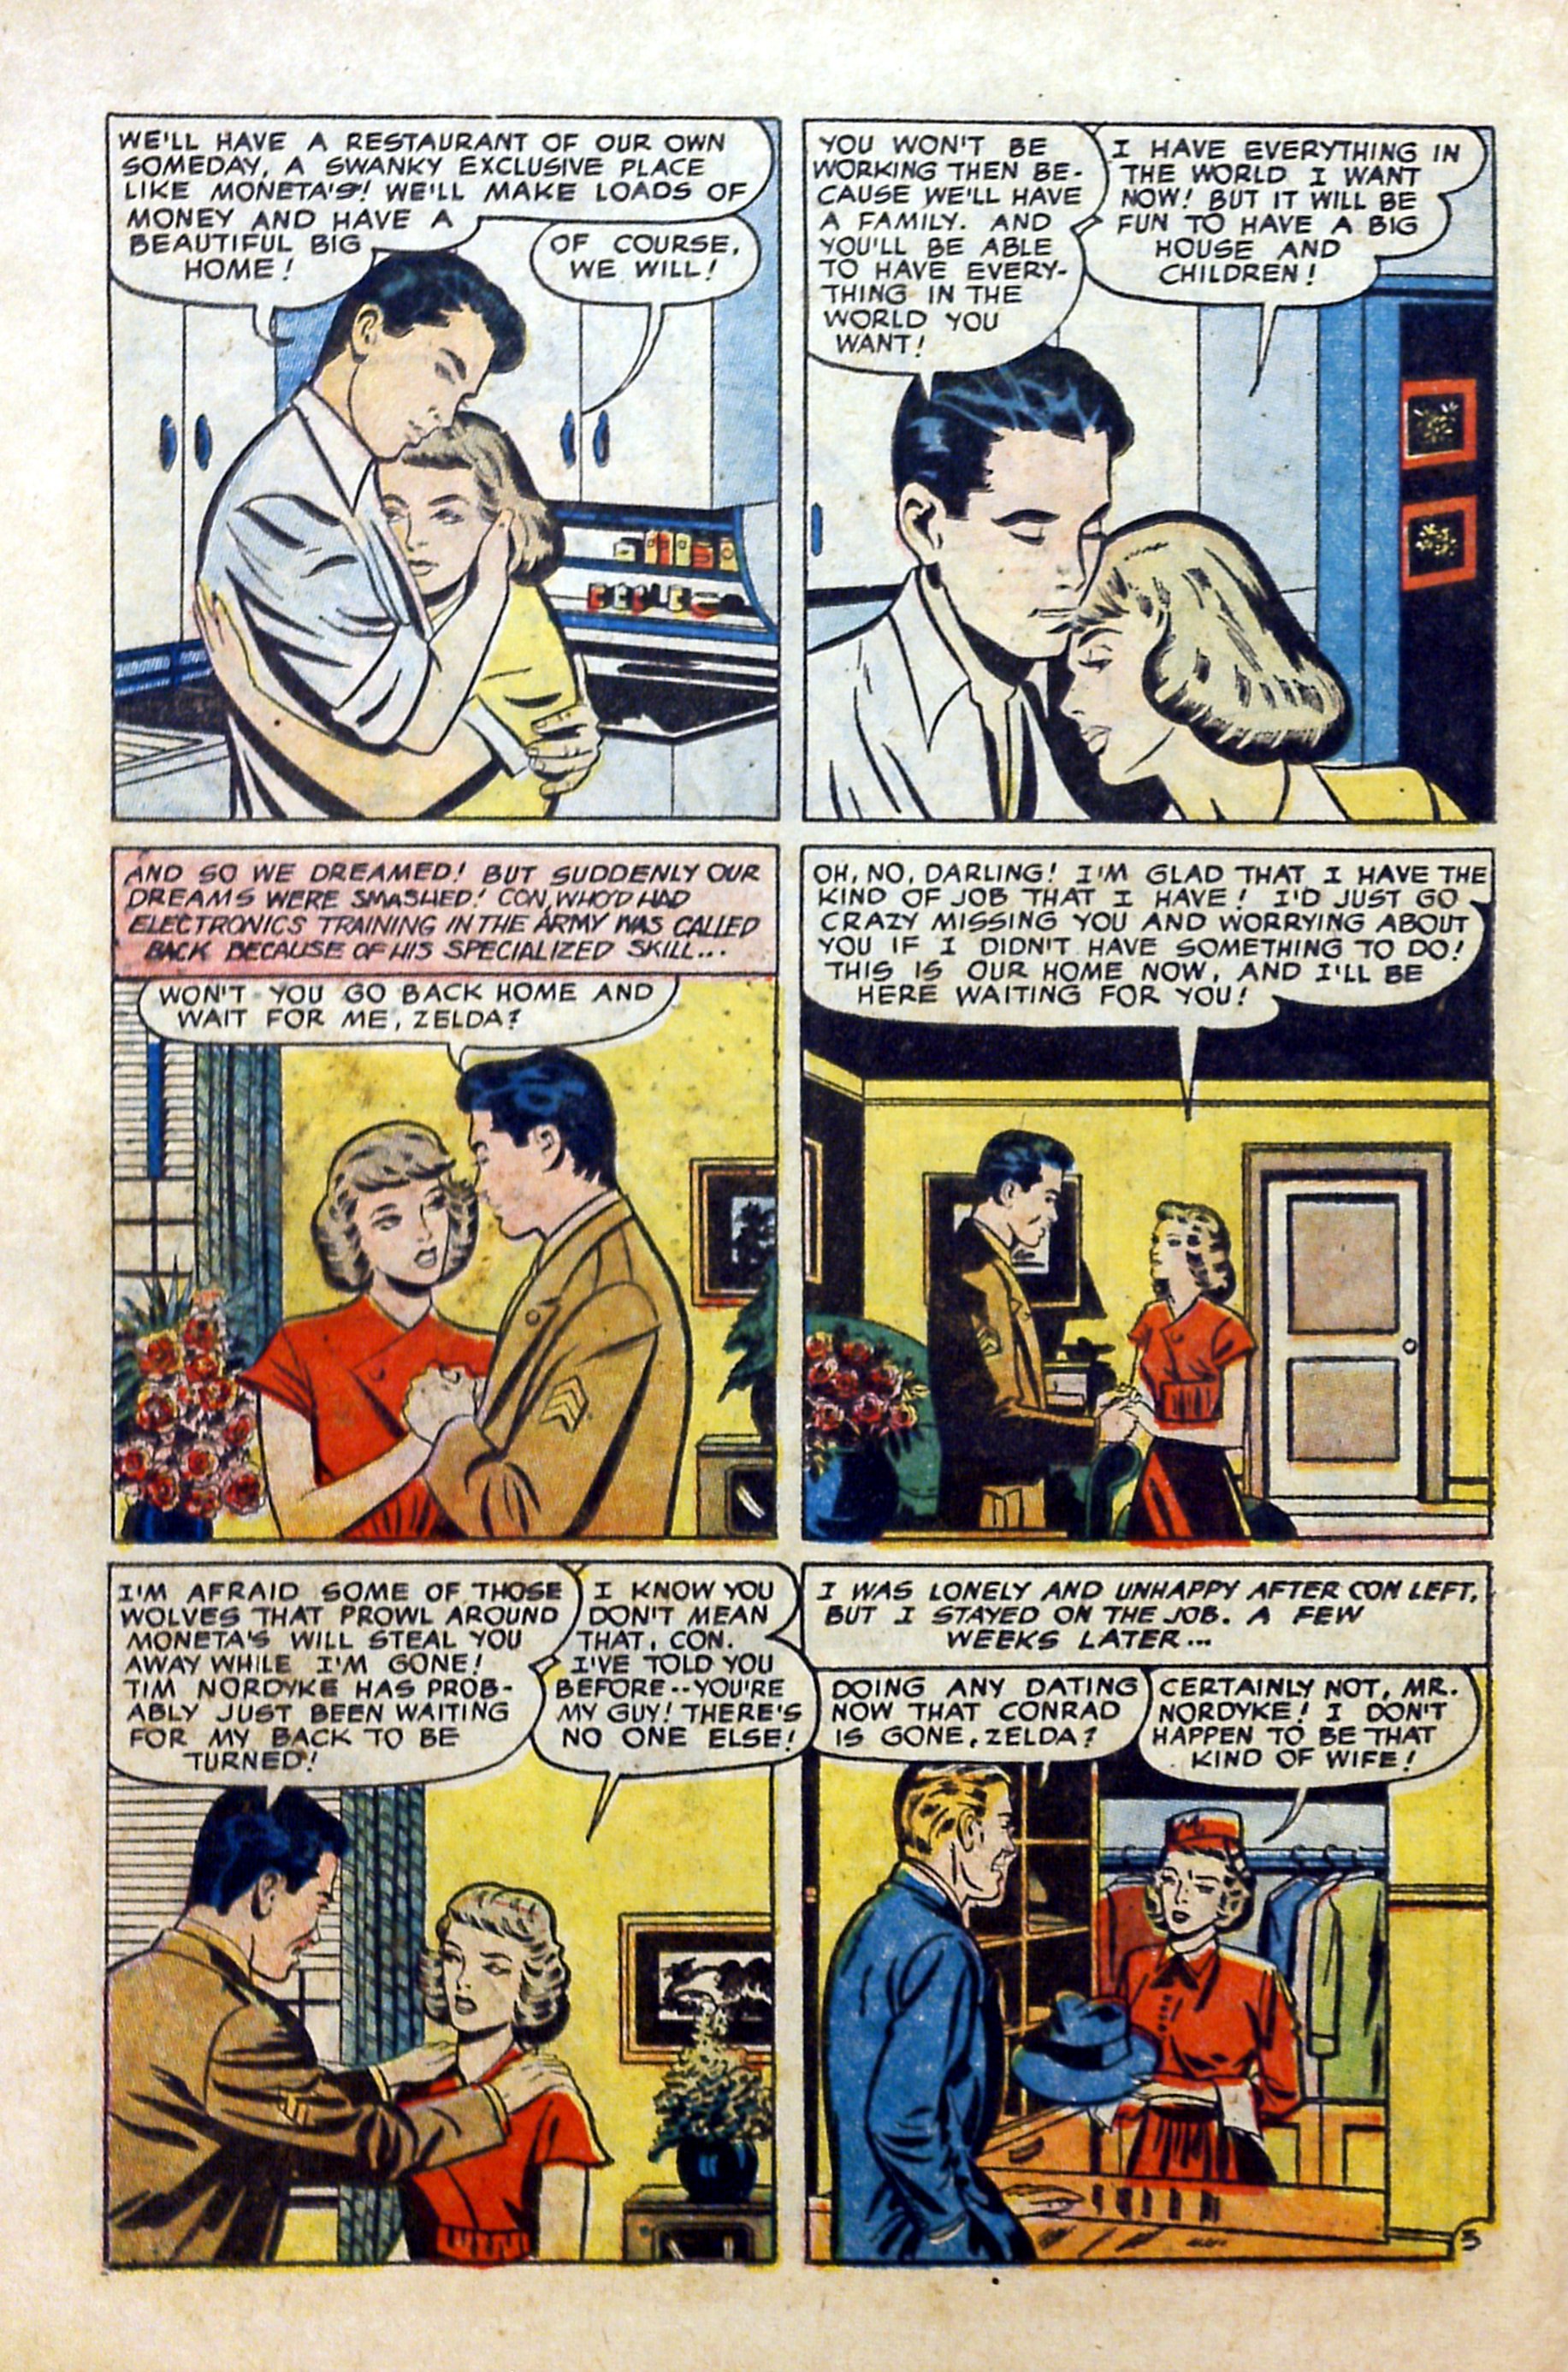 WE'LL HAVE A RESTAURANT OF OUR OWN
SOMEDAY, A SWANKY EXCLUSIVE PLACE
LIKE MONETA'S! WE'LL MAKE LOADS OF
MONEY AND HAVE A
BEAUTIFUL BIG
HOME!
OF COURSE,
WE WILL!
YOU WON'T BE
WORKING THEN BE-
CAUSE WE'LL HAVE
A FAMILY. AND
YOU'LL BE ABLE
TO HAVE EVERY-
THING IN THE
WORLD YOU
WANT!
I HAVE EVERYTHING IN
THE WORLD I WANT
NOW! BUT IT WILL BE
FUN TO HAVE A BIG
HOUSE AND
CHILDREN!
AND SO WE DREAMED! BUT SUDDENLY OUR
DREAMS WERE SMASHED! CON, WHO'D HAD
ELECTRONICS TRAINING IN THE ARMY WAS CALLED
BACK BECAUSE OF HIS SPECIALIZED SKILL...
WON'T YOU GO BACK HOME AND
WAIT FOR ME, ZELDA?
OH, NO, DARLING! I'M GLAD THAT I HAVE THE
KIND OF JOB THAT I HAVE! I'D JUST GO
CRAZY MISSING YOU AND WORRYING ABOUT
YOU IF I DIDN'T HAVE SOMETHING TO DO!
THIS IS OUR HOME NOW, AND I'LL BE
HERE WAITING FOR YOU!
I'M AFRAID SOME OF THOSE
WOLVES THAT PROWL AROUND
MONETA'S WILL STEAL YOU
AWAY WHILE I'M GONE!
TIM NORDYKE HAS PROB-
ABLY JUST BEEN WAITING
FOR MY BACK TO BE
TURNED!
I KNOW YOU
DON'T MEAN
THAT, CON.
I'VE TOLD YOU
BEFORE--YOU'RE
MY GUY! THERE'S
NO ONE ELSE!
I WAS LONELY AND UNHAPPY AFTER CON LEFT,
BUT I STAYED ON THE JOB. A FEW
WEEKS LATER...
DOING ANY DATING
NOW THAT CONRAD
IS GONE, ZELDA?
CERTAINLY NOT, MR.
NORDYKE! I DON'T
HAPPEN TO BE THAT
KIND OF WIFE!
5